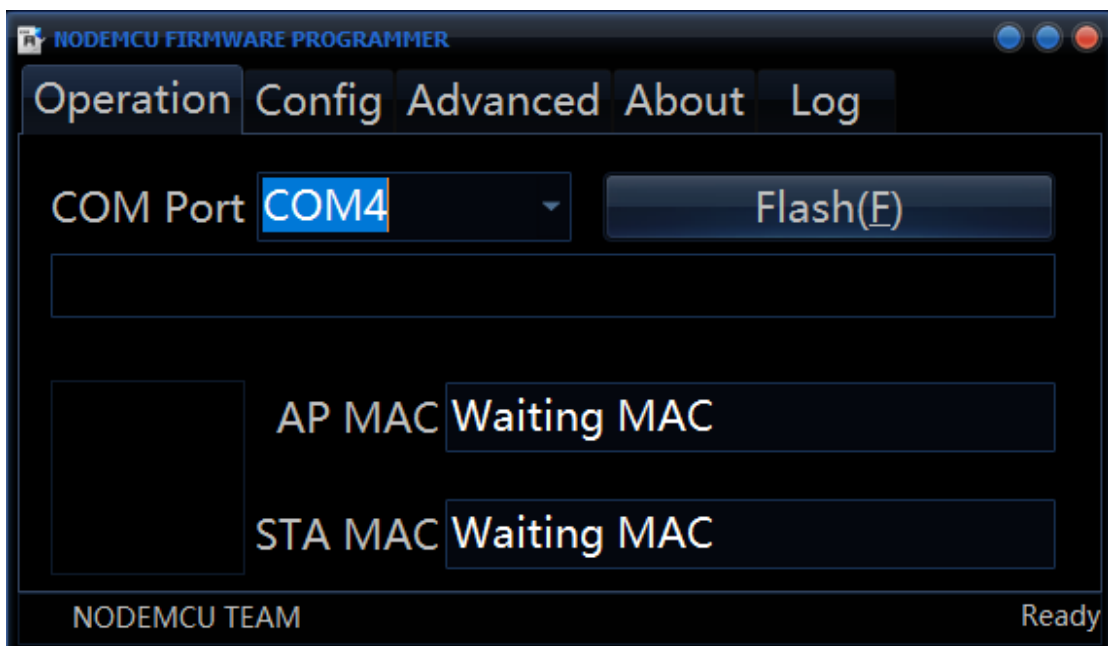 NODEMCU FIRMWARE PROGRAMMER
Operation Config Advanced About Log
COM Port COM4 Flash(F)
AP MAC Waiting MAC
STA MAC Waiting MAC
NODEMCU TEAM Ready